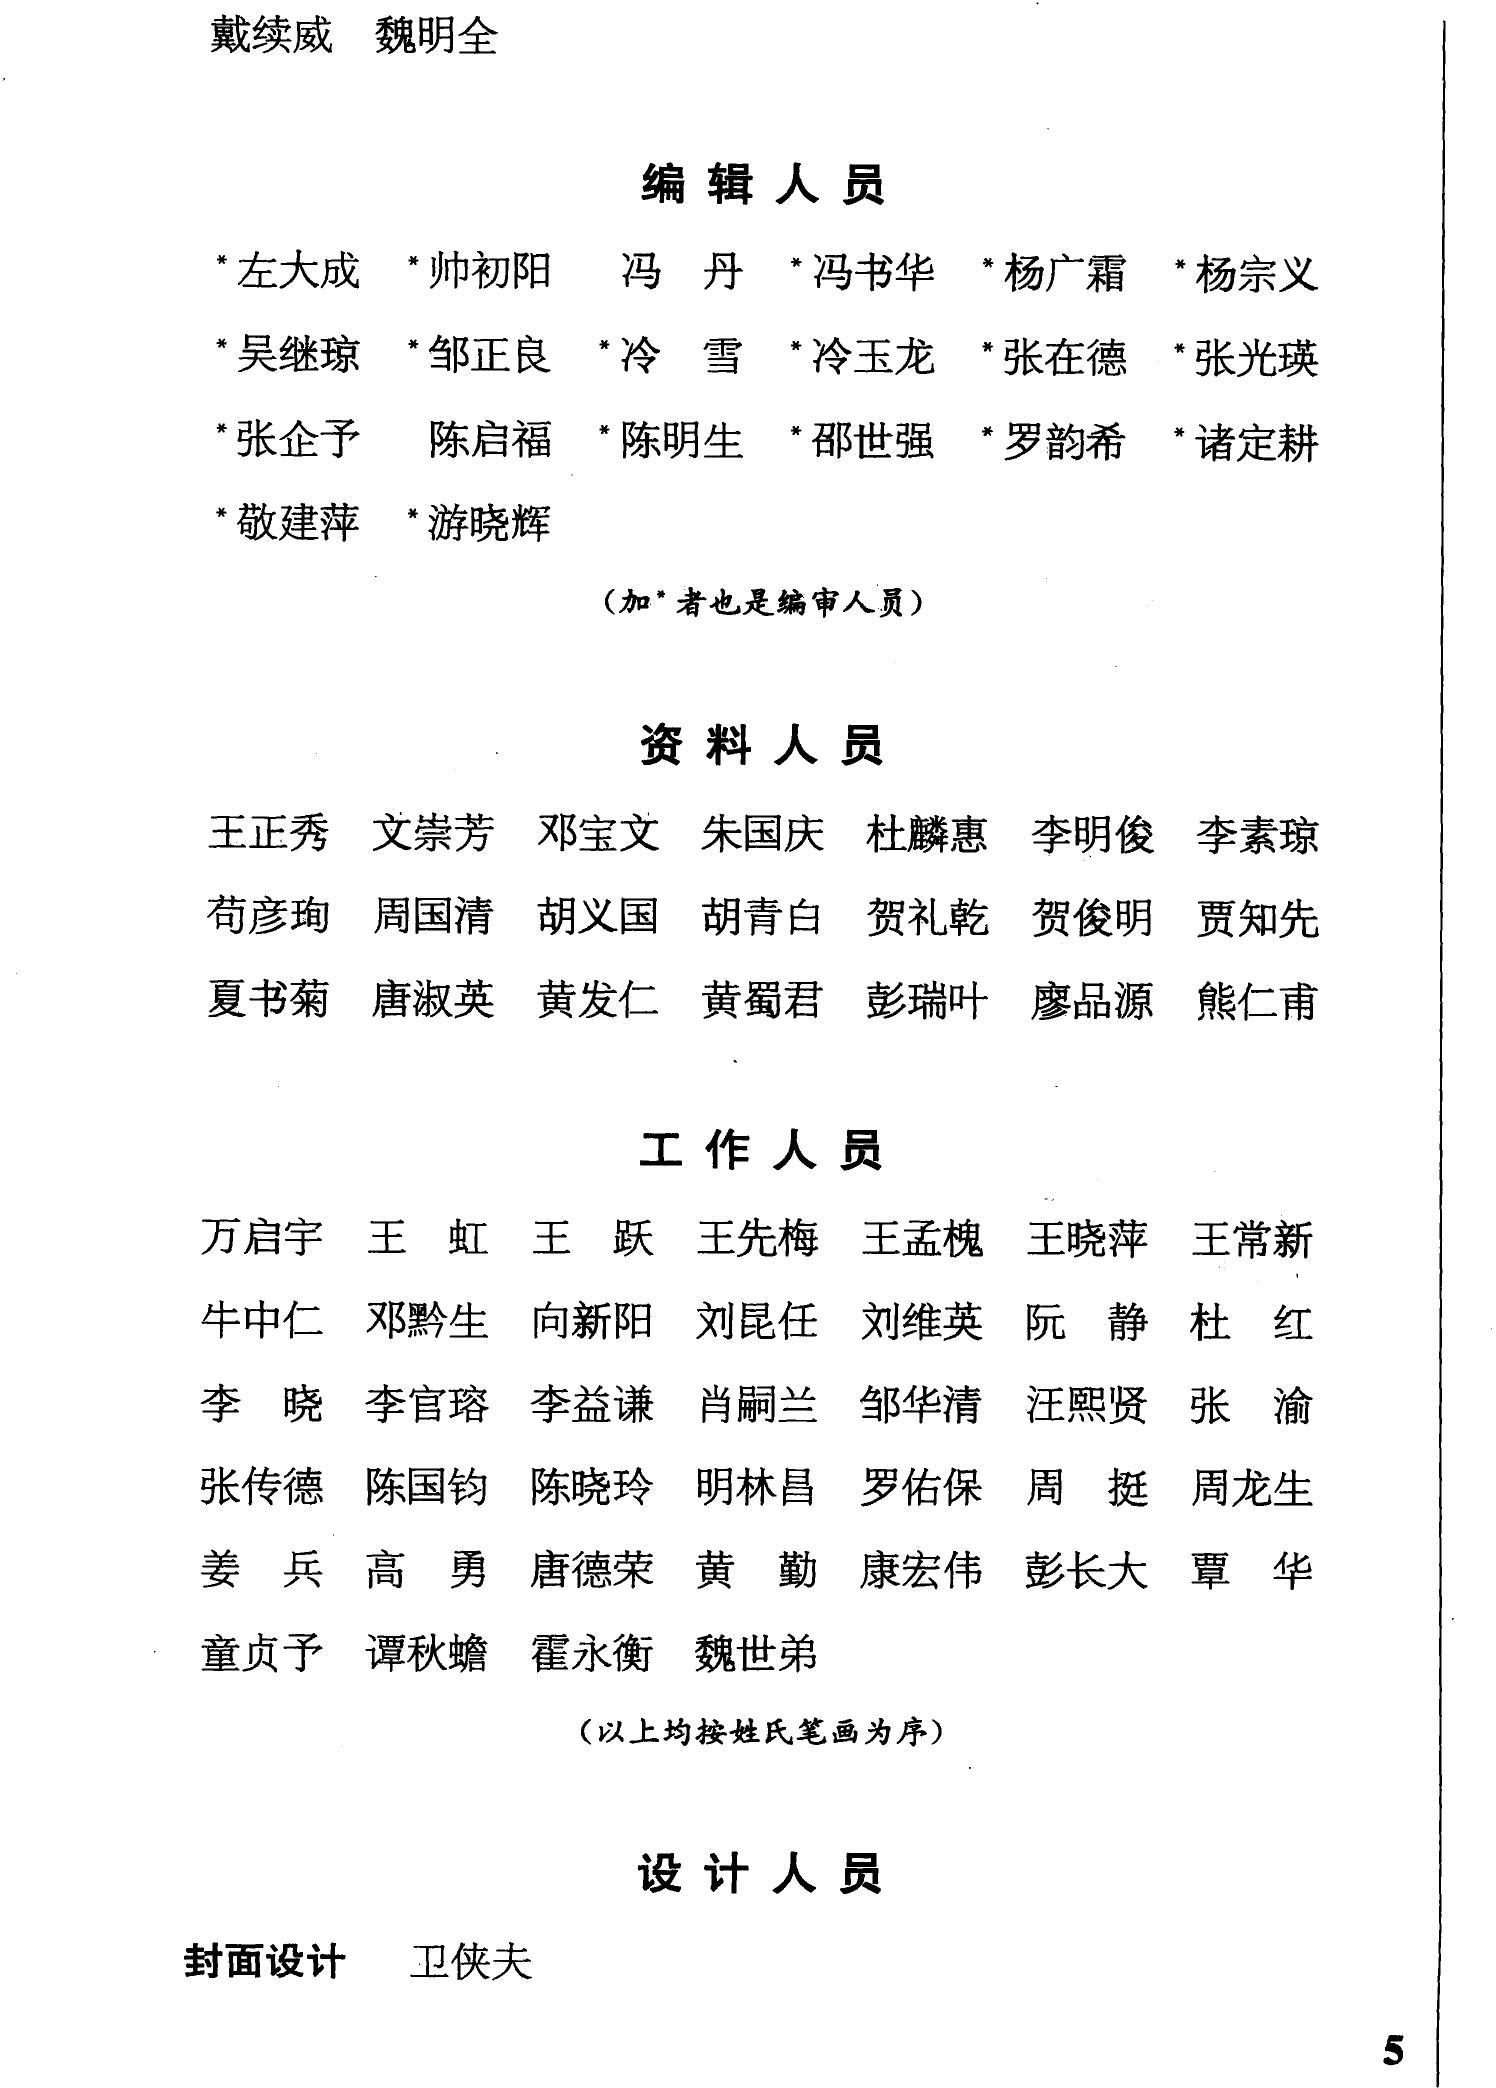 戴续威　魏明全
编辑人员
*左大成　*帅初阳　冯　丹　*冯书华　*杨广霜　*杨宗义
*吴继琼　*邹正良　*冷　雪　*冷玉龙　*张在德　*张光瑛
*张企予　陈启福　*陈明生　*邵世强　*罗韵希　*诸定耕
*敬建萍　*游晓辉
(加*者也是编审人员)
资料人员
王正秀　文崇芳　邓宝文　朱国庆　杜麟惠　李明俊　李素琼
苟彦珣　周国清　胡义国　胡青白　贺礼乾　贺俊明　贾知先
夏书菊　唐淑英　黄发仁　黄蜀君　彭瑞叶　廖品源　熊仁甫
工作人员
万启宇　王　虹　王　跃　王先梅　王孟槐　王晓萍　王常新
牛中仁　邓黔生　向新阳　刘昆任　刘维英　阮　静　杜　红
李　晓　李官瑢　李益谦　肖嗣兰　邹华清　汪熙贤　张　渝
张传德　陈国钧　陈晓玲　明林昌　罗佑保　周　挺　周龙生
姜　兵　高　勇　唐德荣　黄　勤　康宏伟　彭长大　覃　华
童贞予　谭秋蟾　霍永衡　魏世弟
(以上均按姓氏笔画为序)
设计人员
封面设计　卫侠夫
5